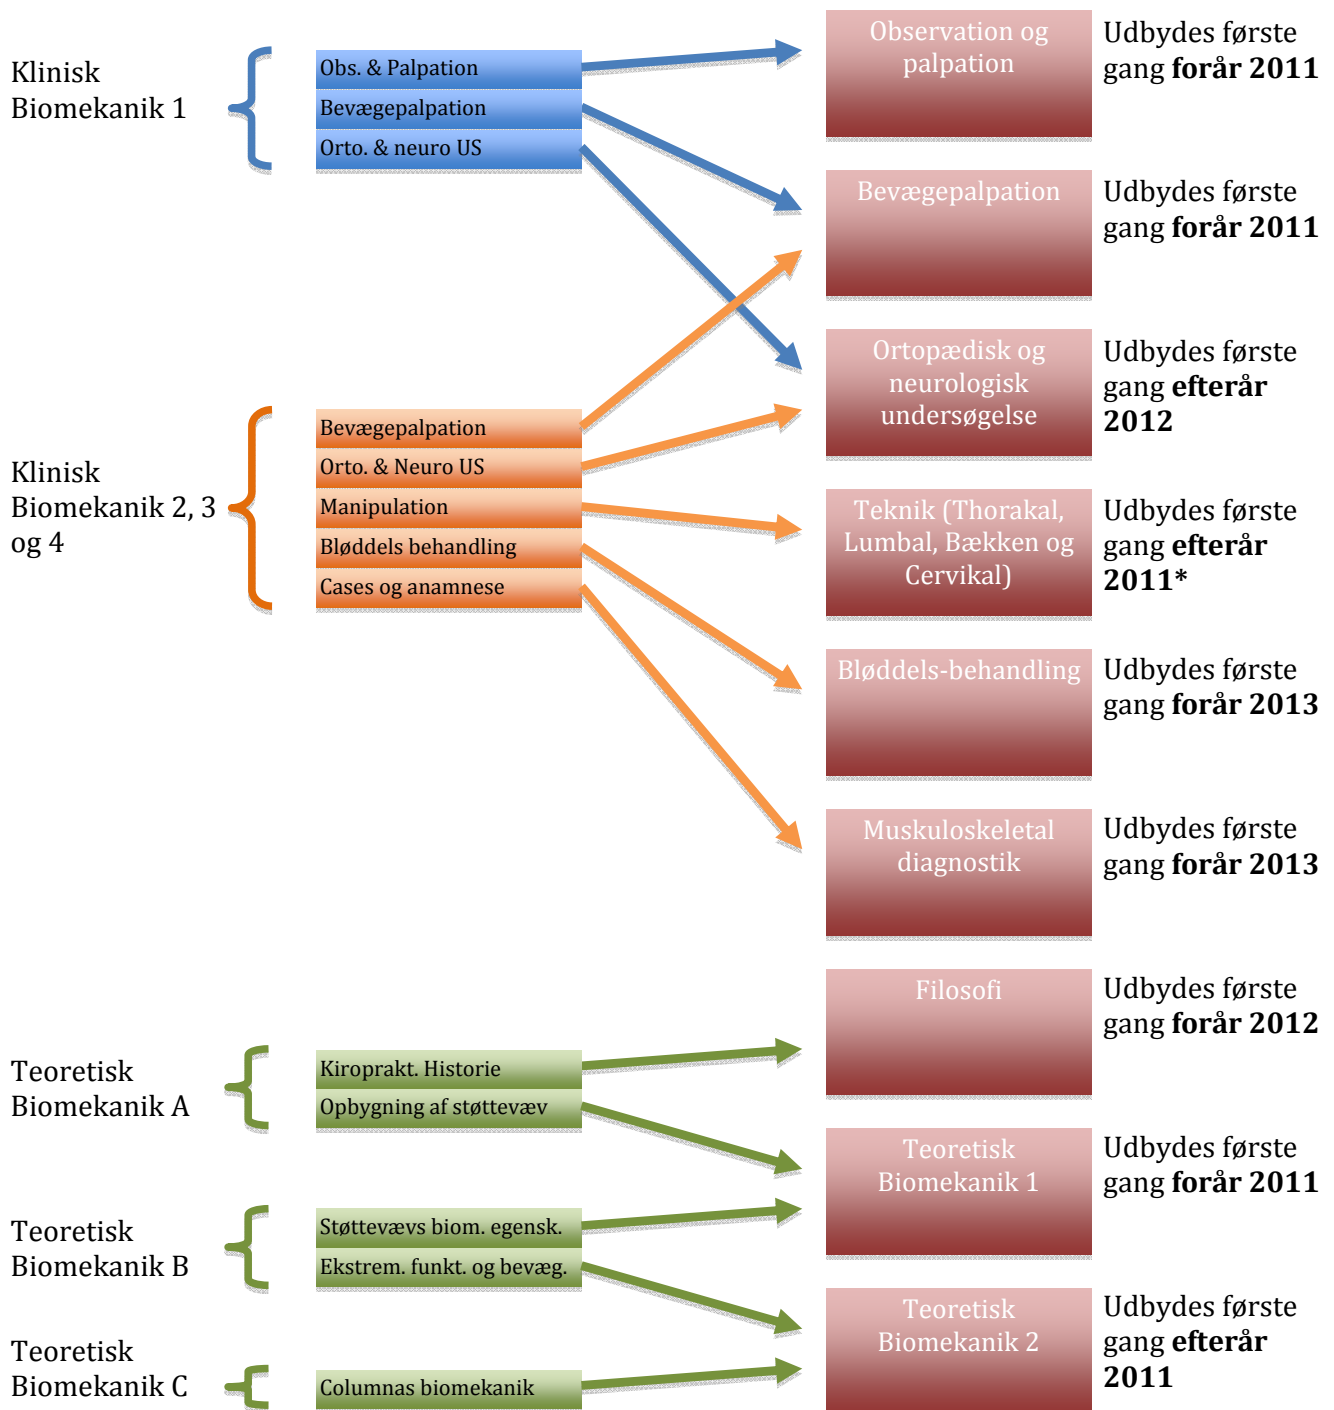 Klinisk
Biomekanik 1
Obs. & Palpation
Bevægepalpation
Orto. & neuro US
Observation og
palpation
Udbydes første
gang forår 2011
Bevægepalpation
Udbydes første
gang forår 2011
Ortopædisk og
neurologisk
undersøgelse
Udbydes første
gang efterår
2012
Klinisk
Biomekanik 2, 3
og 4
Bevægepalpation
Orto. & Neuro US
Manipulation
Bløddels behandling
Cases og anamnese
Teknik (Thorakal,
Lumbal, Bækken og
Cervikal)
Udbydes første
gang efterår
2011*
Bløddels-behandling
Udbydes første
gang forår 2013
Muskuloskeletal
diagnostik
Udbydes første
gang forår 2013
Filosofi
Udbydes første
gang forår 2012
Teoretisk
Biomekanik A
Kiroprakt. Historie
Opbygning af støttevæv
Teoretisk
Biomekanik 1
Udbydes første
gang forår 2011
Teoretisk
Biomekanik B
Støttevævs biom. egensk.
Ekstrem. funkt. og bevæg.
Teoretisk
Biomekanik 2
Udbydes første
gang efterår
2011
Teoretisk
Biomekanik C
Columnas biomekanik